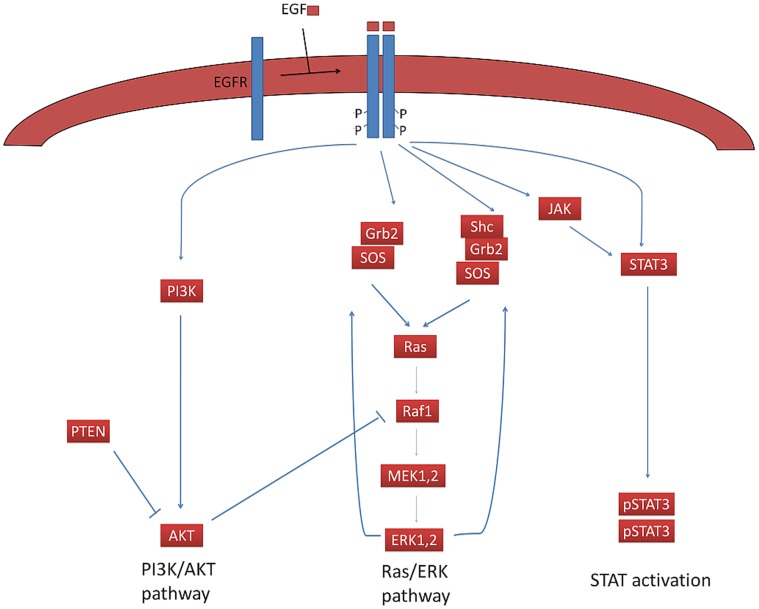 EGF
EGFR
P P
P P
JAK
Shc
Grb2
Grb2
SOS
SOS
STAT3
PI3K
Ras
Raf1
PTEN
MEK1,2
pSTAT3
pSTAT3
AKT
ERK1,2
PI3K/AKT
pathway
Ras/ERK
pathway
STAT activation